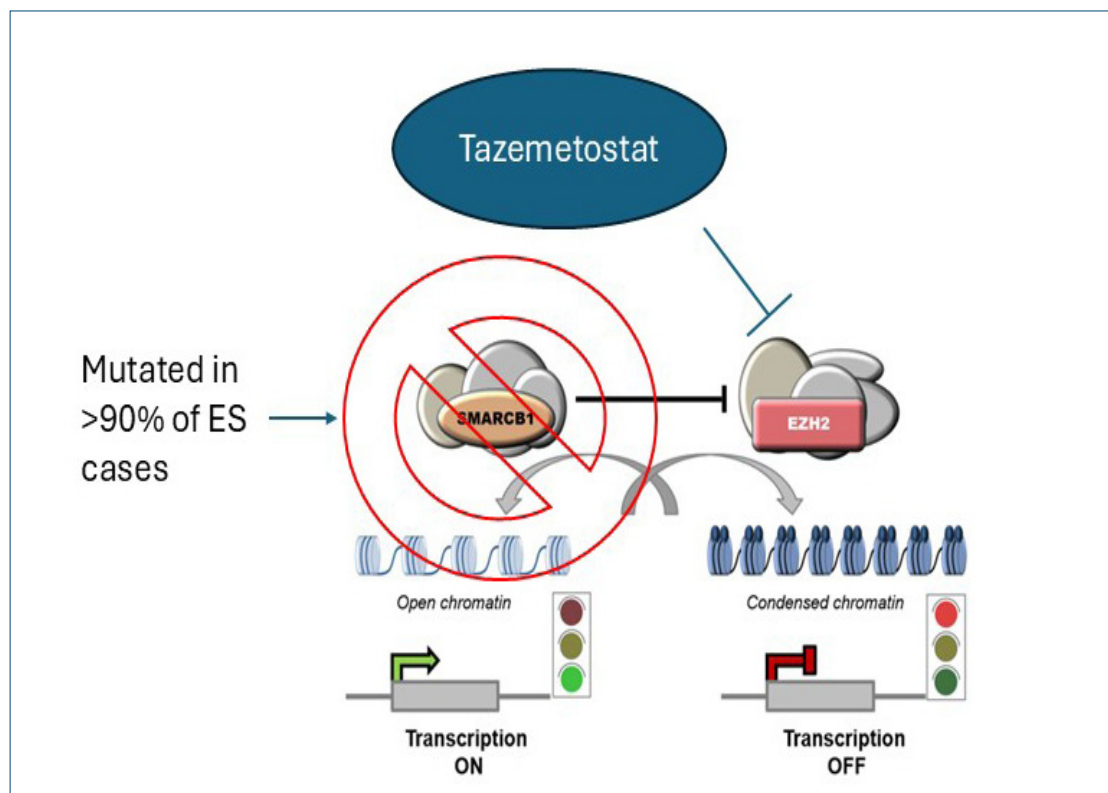 Tazemetostat
Mutated in
>90% of ES
cases
SMARCB1
EZH2
Open chromatin
Condensed chromatin
Transcription
ON
Transcription
OFF